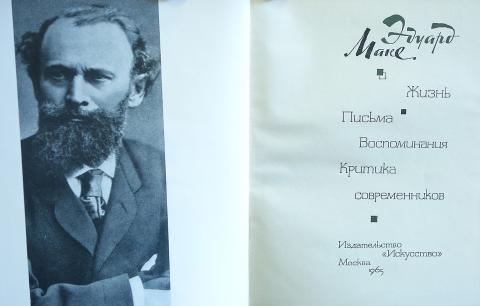 Эдуард
Мане
Жизнь
Письма
Воспоминания
Критика
современников
Издательство
«Искусство»
Москва
1965